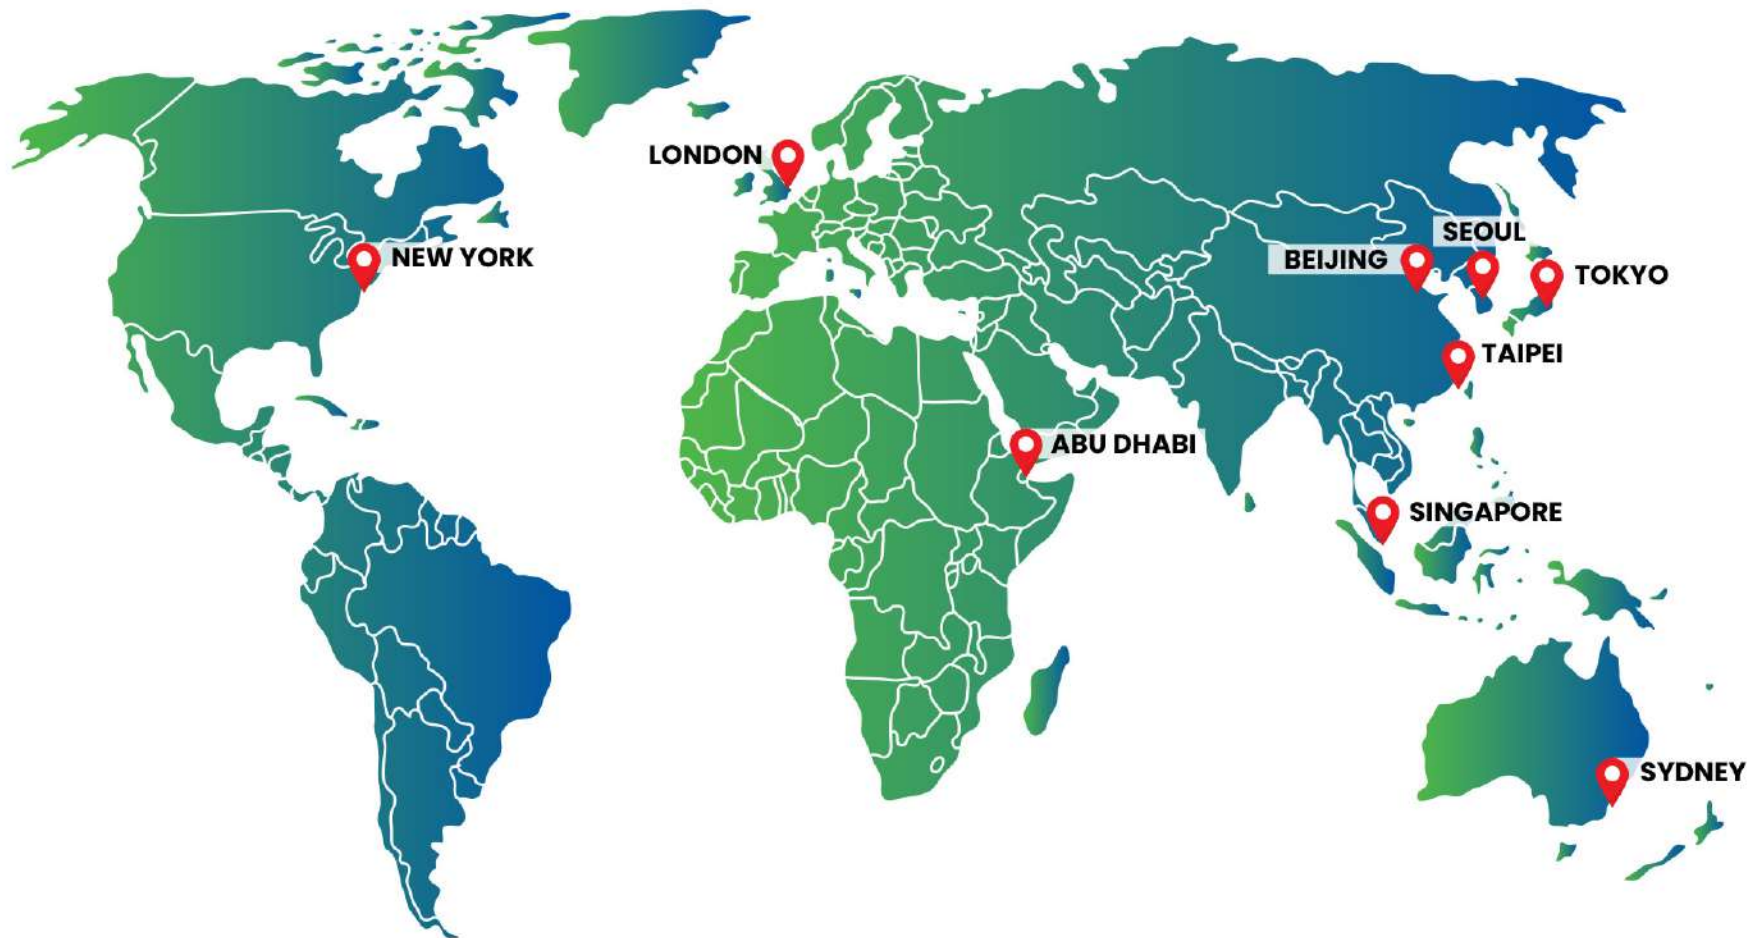 LONDON
NEW YORK
SEOUL
BEIJING
TOKYO
TAIPEI
ABU DHABI
SINGAPORE
SYDNEY